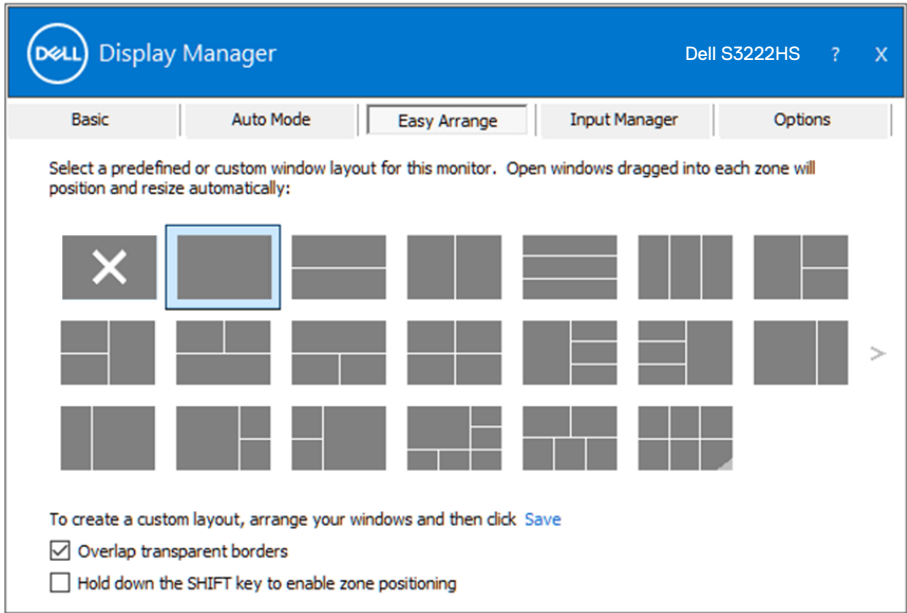 DELL Display Manager Dell S3222HS ? X
Basic Auto Mode Easy Arrange Input Manager Options
Select a predefined or custom window layout for this monitor. Open windows dragged into each zone will
position and resize automatically:
>
To create a custom layout, arrange your windows and then click Save
Overlap transparent borders
Hold down the SHIFT key to enable zone positioning